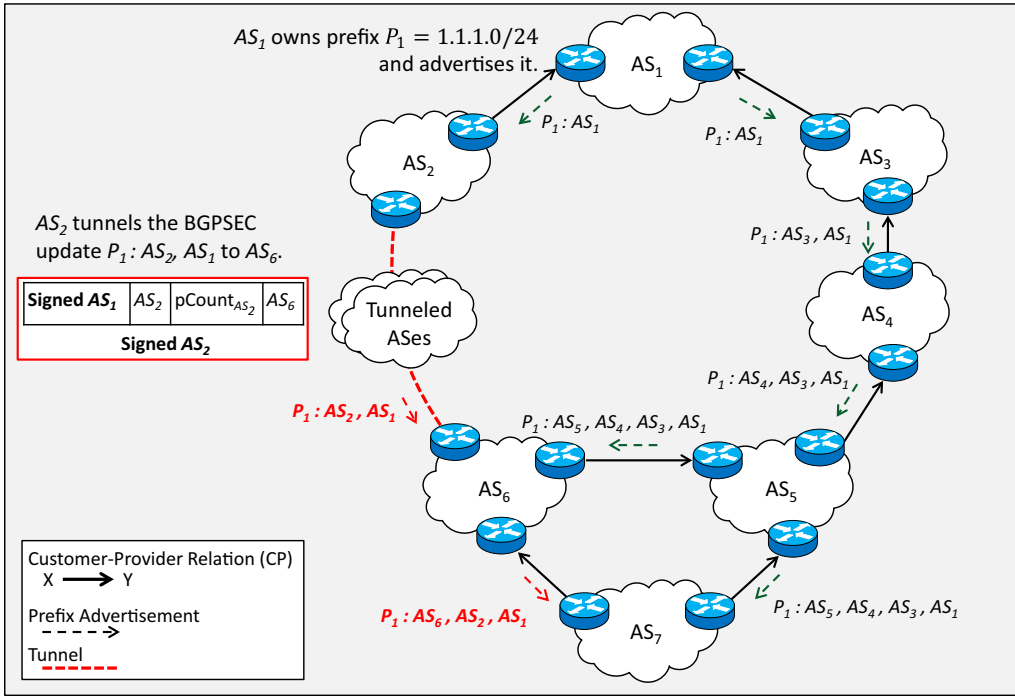 AS₁ owns prefix P₁ = 1.1.1.0/24
and advertises it.
AS₁
P₁ : AS₁
P₁ : AS₁
AS₂
AS₃
AS₂ tunnels the BGPSEC
update P₁ : AS₂, AS₁ to AS₆.
P₁ : AS₃ , AS₁
Signed AS₁ AS₂ pCount_AS₂ AS₆
Signed AS₂
Tunneled
ASes
AS₄
P₁ : AS₄, AS₃ , AS₁
P₁ : AS₂ , AS₁
P₁ : AS₅ , AS₄ , AS₃ , AS₁
AS₆
AS₅
Customer-Provider Relation (CP)
X Y
Prefix Advertisement
Tunnel
P₁ : AS₆ , AS₂ , AS₁
AS₇
P₁ : AS₅ , AS₄ , AS₃ , AS₁